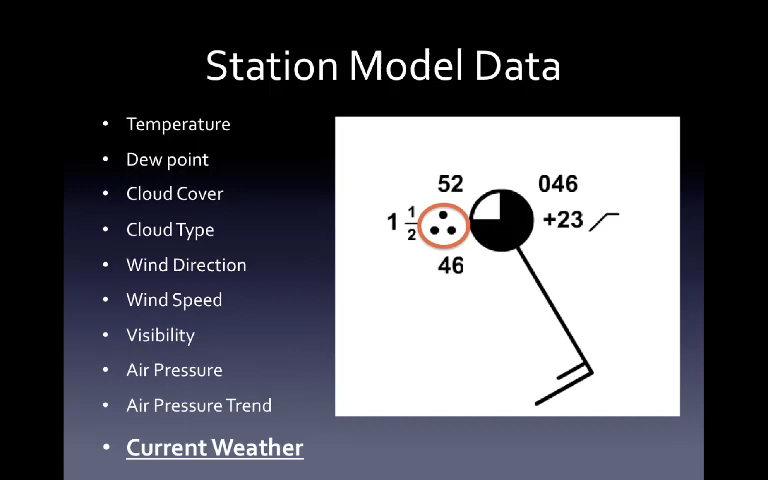 Station Model Data
• Temperature
• Dew point
• Cloud Cover
• Cloud Type
• Wind Direction
• Wind Speed
• Visibility
• Air Pressure
• Air Pressure Trend
• Current Weather
52 046
1 1/2 +23
46